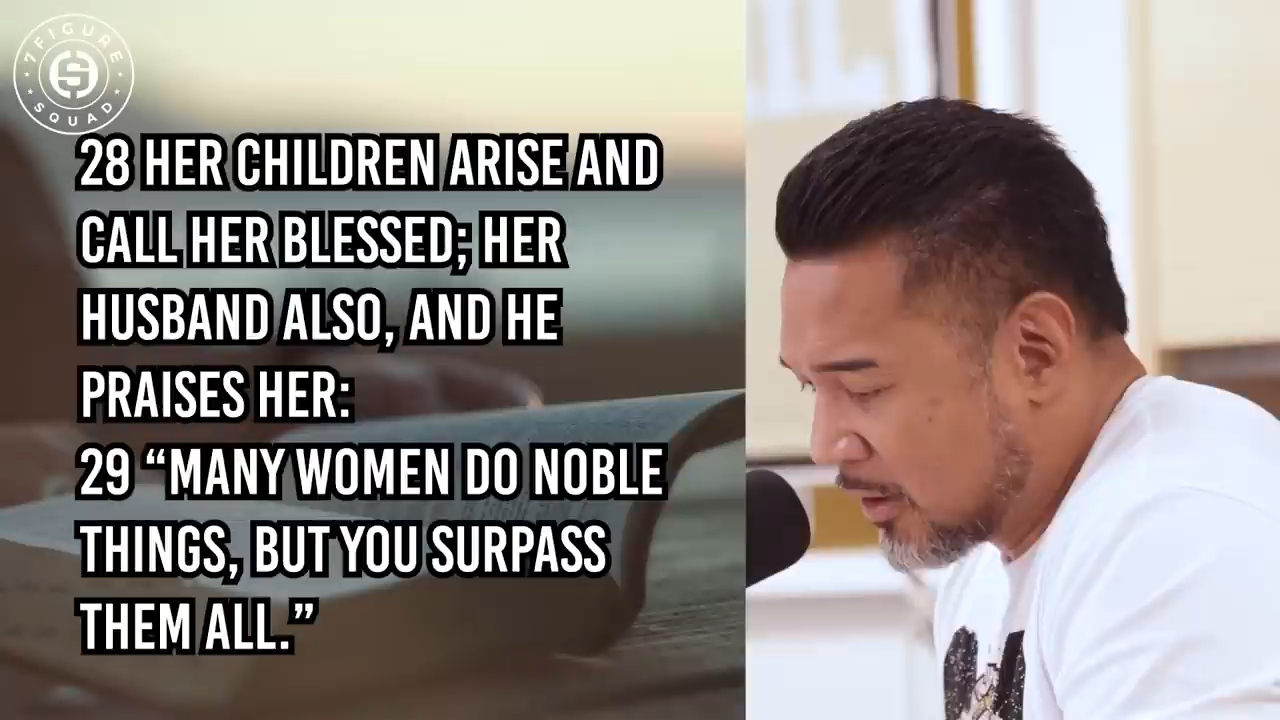 7 FIGURE
SQUAD
28 HER CHILDREN ARISE AND
CALL HER BLESSED; HER
HUSBAND ALSO, AND HE
PRAISES HER:
29 “MANY WOMEN DO NOBLE
THINGS, BUT YOU SURPASS
THEM ALL.”